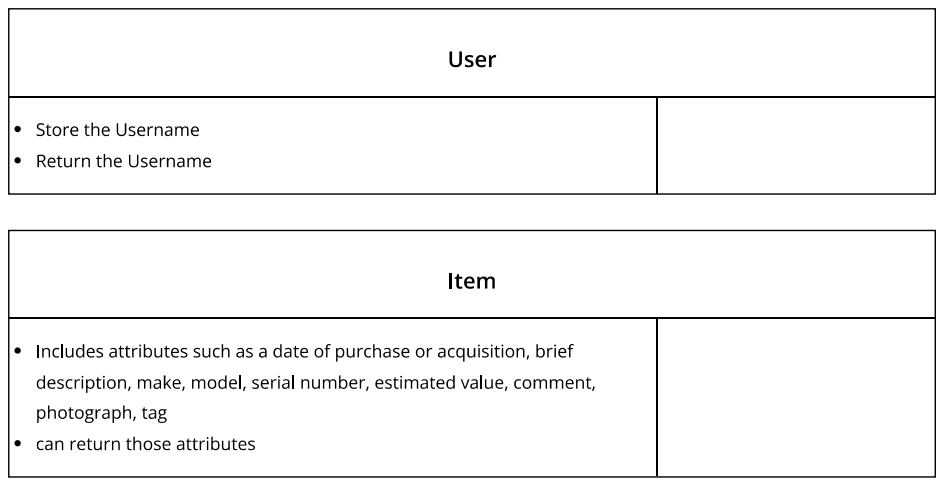 User
• Store the Username
• Return the Username
Item
• Includes attributes such as a date of purchase or acquisition, brief
description, make, model, serial number, estimated value, comment,
photograph, tag
• can return those attributes